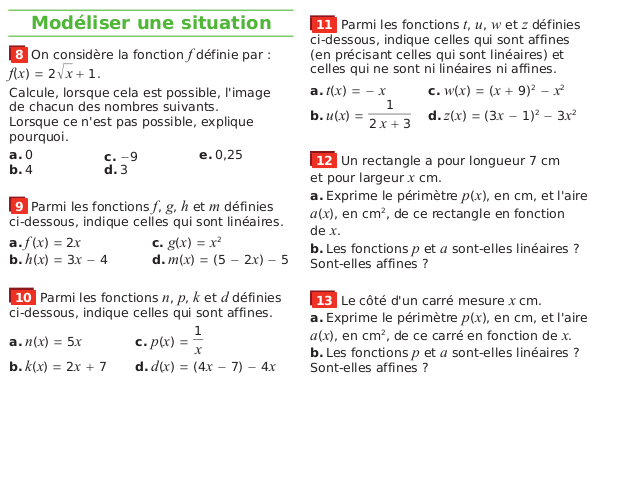 Modéliser une situation
8 On considère la fonction f définie par :
f(x) = 2√x + 1.
Calcule, lorsque cela est possible, l'image
de chacun des nombres suivants.
Lorsque ce n'est pas possible, explique
pourquoi.
a. 0 c. −9 e. 0,25
b. 4 d. 3
9 Parmi les fonctions f, g, h et m définies
ci-dessous, indique celles qui sont linéaires.
a. f(x) = 2x c. g(x) = x²
b. h(x) = 3x − 4 d. m(x) = (5 − 2x) − 5
10 Parmi les fonctions n, p, k et d définies
ci-dessous, indique celles qui sont affines.
a. n(x) = 5x c. p(x) = 1/x
b. k(x) = 2x + 7 d. d(x) = (4x − 7) − 4x
11 Parmi les fonctions t, u, w et z définies
ci-dessous, indique celles qui sont affines
(en précisant celles qui sont linéaires) et
celles qui ne sont ni linéaires ni affines.
a. t(x) = − x c. w(x) = (x + 9)² − x²
b. u(x) = 1/(2 x + 3) d. z(x) = (3x − 1)² − 3x²
12 Un rectangle a pour longueur 7 cm
et pour largeur x cm.
a. Exprime le périmètre p(x), en cm, et l'aire
a(x), en cm², de ce rectangle en fonction
de x.
b. Les fonctions p et a sont-elles linéaires ?
Sont-elles affines ?
13 Le côté d'un carré mesure x cm.
a. Exprime le périmètre p(x), en cm, et l'aire
a(x), en cm², de ce carré en fonction de x.
b. Les fonctions p et a sont-elles linéaires ?
Sont-elles affines ?